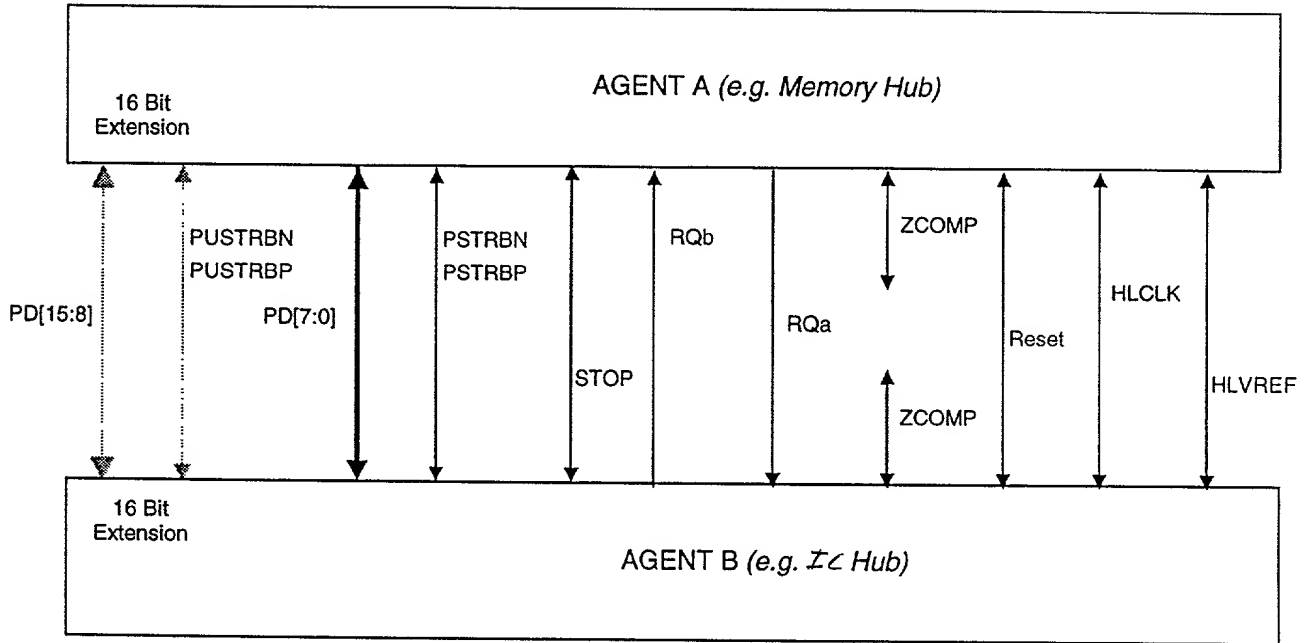 AGENT A (e.g. Memory Hub)
16 Bit
Extension
PUSTRBN
PUSTRBP
PSTRBN
PSTRBP
RQb
ZCOMP
HLCLK
PD[15:8]
PD[7:0]
RQa
Reset
STOP
HLVREF
ZCOMP
16 Bit
Extension
AGENT B (e.g. IC Hub)